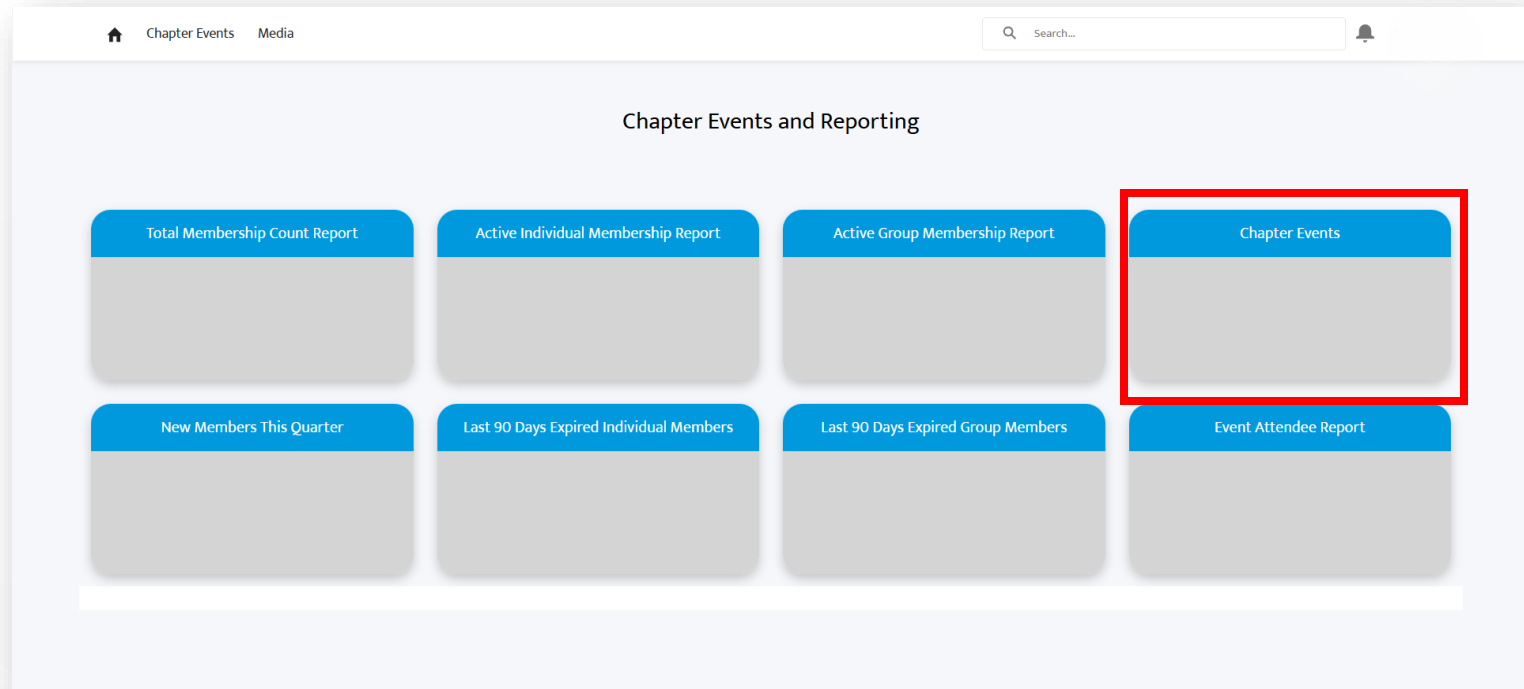 Chapter Events Media Search...
Chapter Events and Reporting
Total Membership Count Report
Active Individual Membership Report
Active Group Membership Report
Chapter Events
New Members This Quarter
Last 90 Days Expired Individual Members
Last 90 Days Expired Group Members
Event Attendee Report